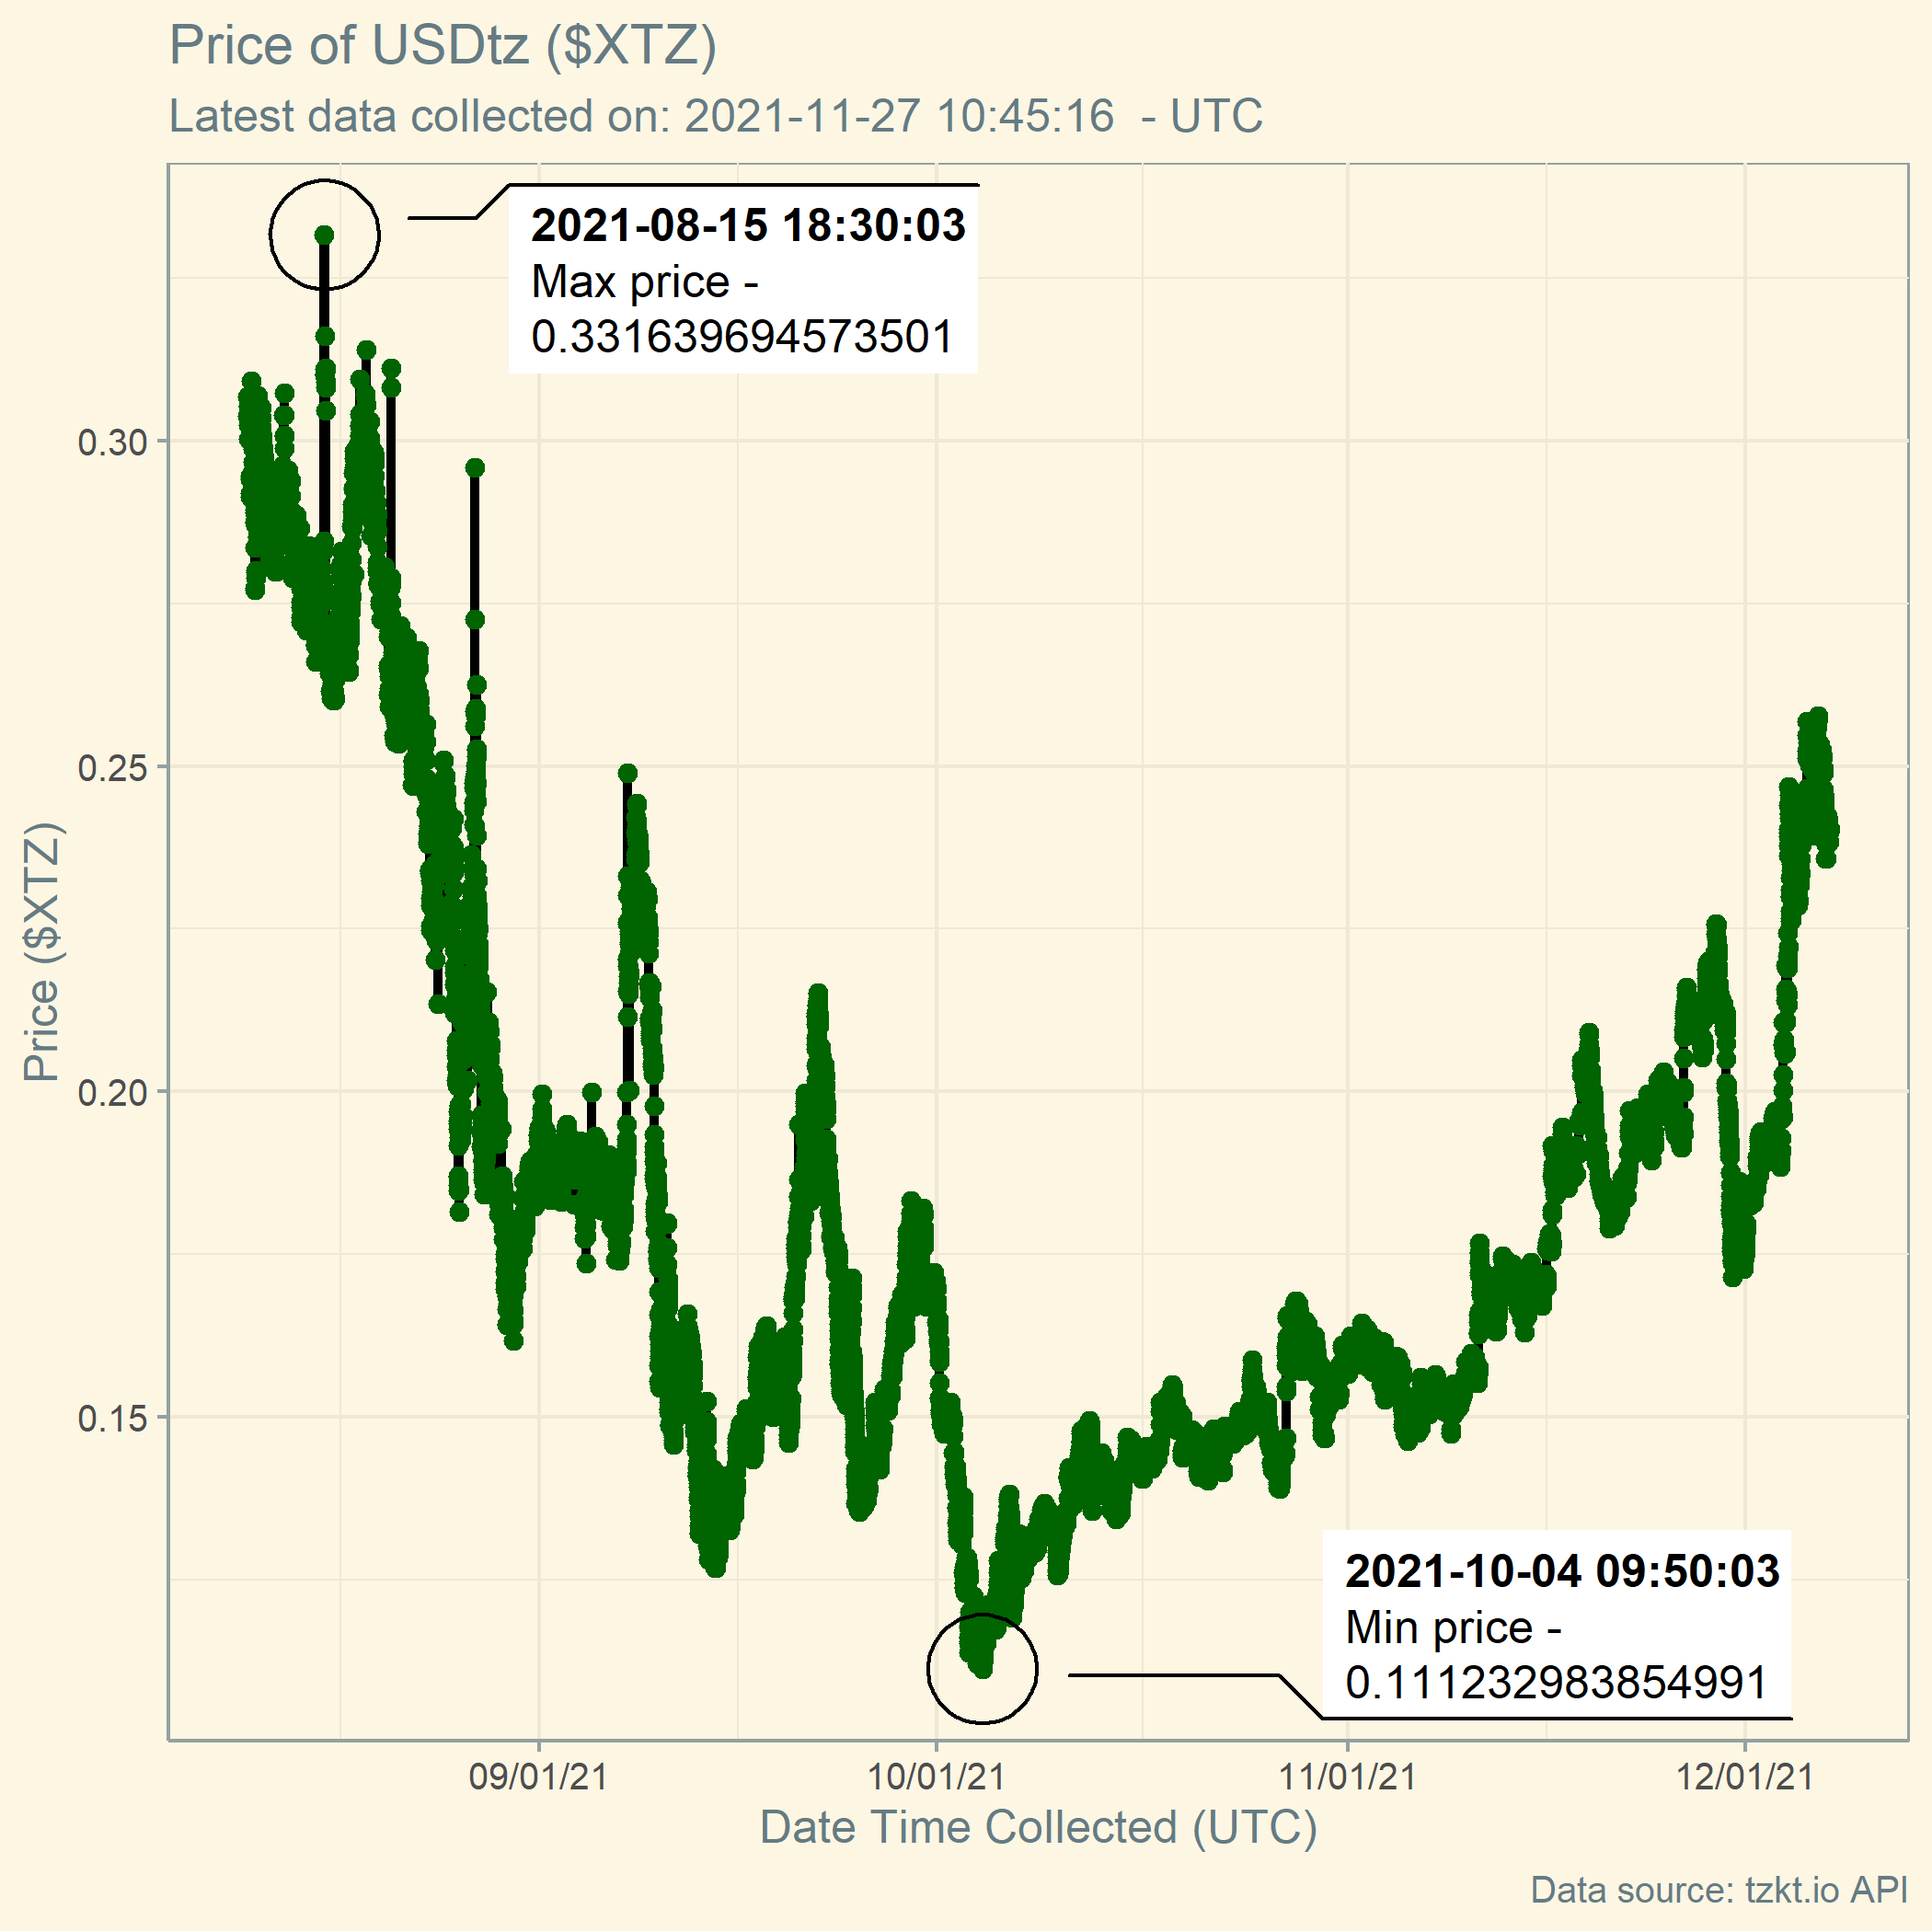 Price of USDtz ($XTZ)
Latest data collected on: 2021-11-27 10:45:16  - UTC
2021-08-15 18:30:03
Max price -
0.331639694573501
0.30
0.25
0.20
0.15
Price ($XTZ)
2021-10-04 09:50:03
Min price -
0.111232983854991
09/01/21
10/01/21
11/01/21
12/01/21
Date Time Collected (UTC)
Data source: tzkt.io API